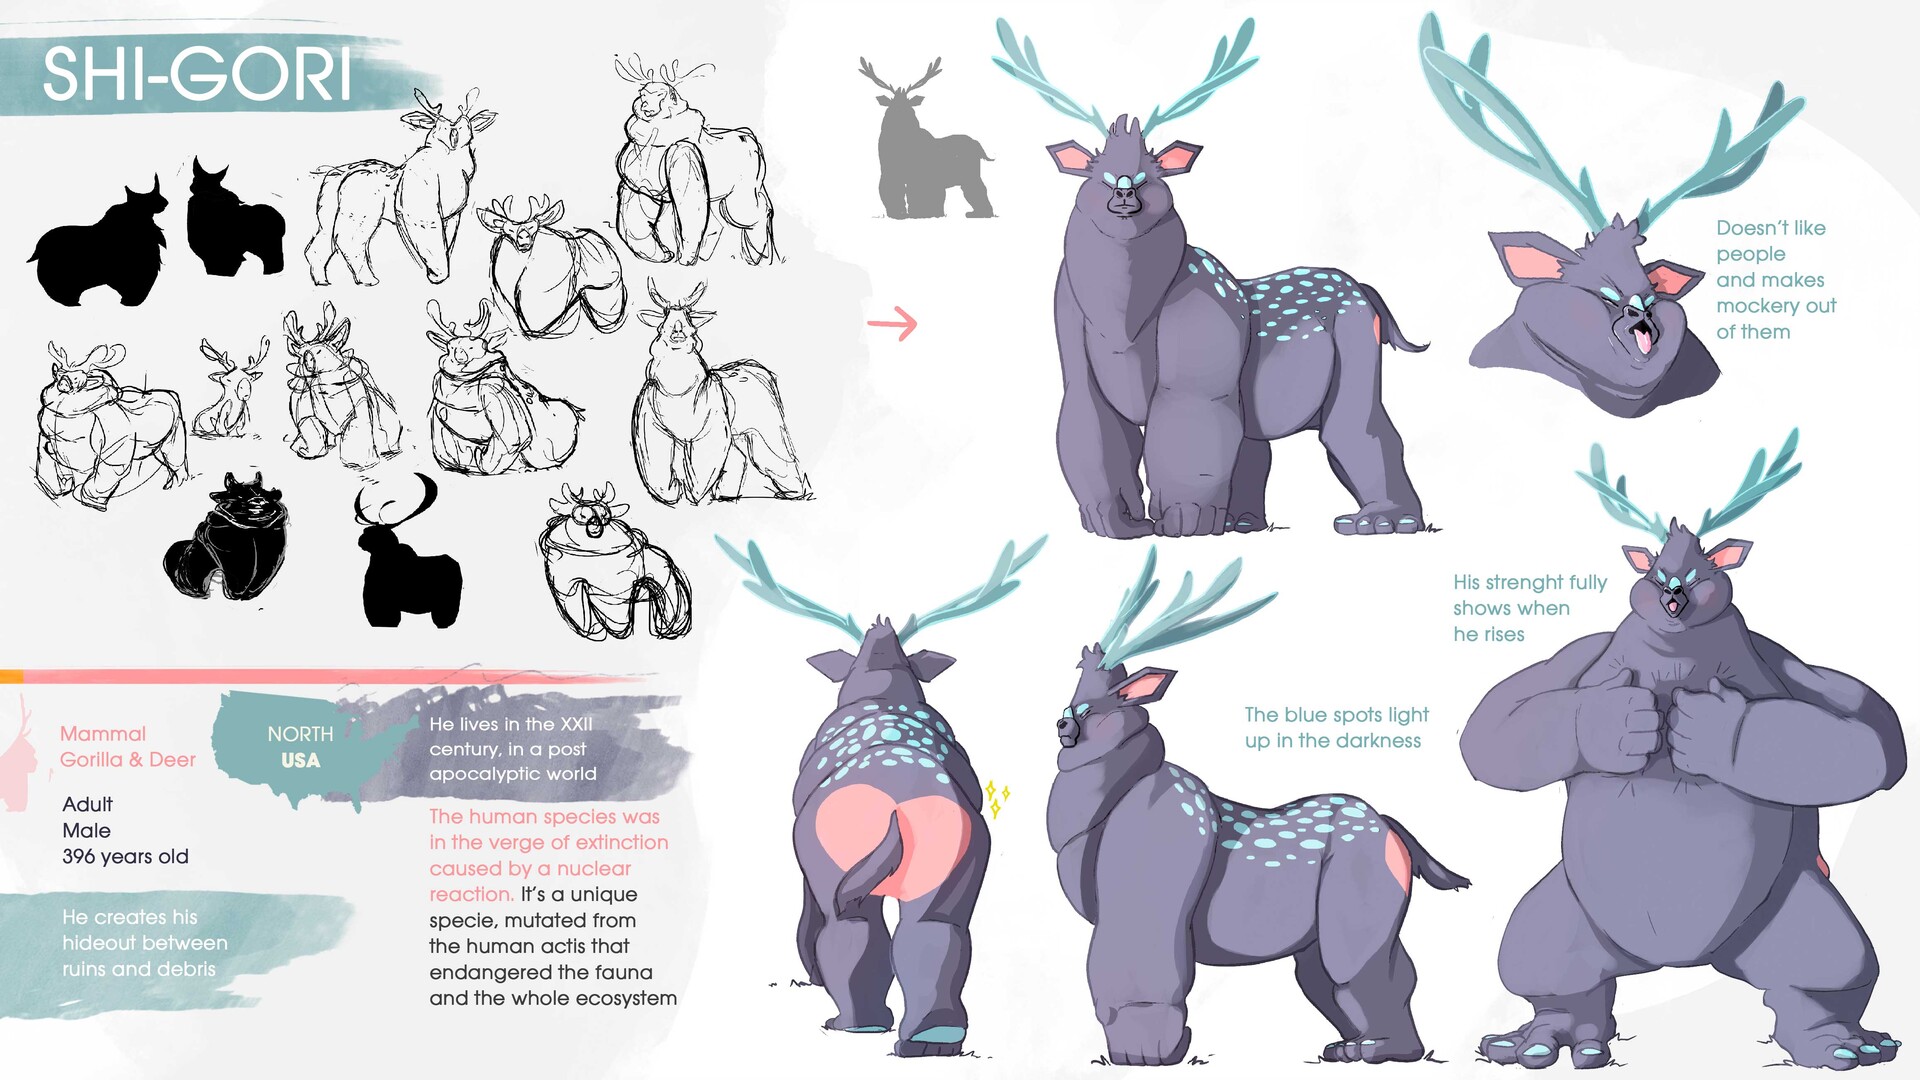 SHI-GORI
Doesn't like
people
and makes
mockery out
of them
His strenght fully
shows when
he rises
The blue spots light
up in the darkness
Mammal
Gorilla & Deer
Adult
Male
396 years old
He creates his
hideout between
ruins and debris
NORTH
USA
He lives in the XXII
century, in a post
apocalyptic world
The human species was
in the verge of extinction
caused by a nuclear
reaction. It's a unique
specie, mutated from
the human actis that
endangered the fauna
and the whole ecosystem